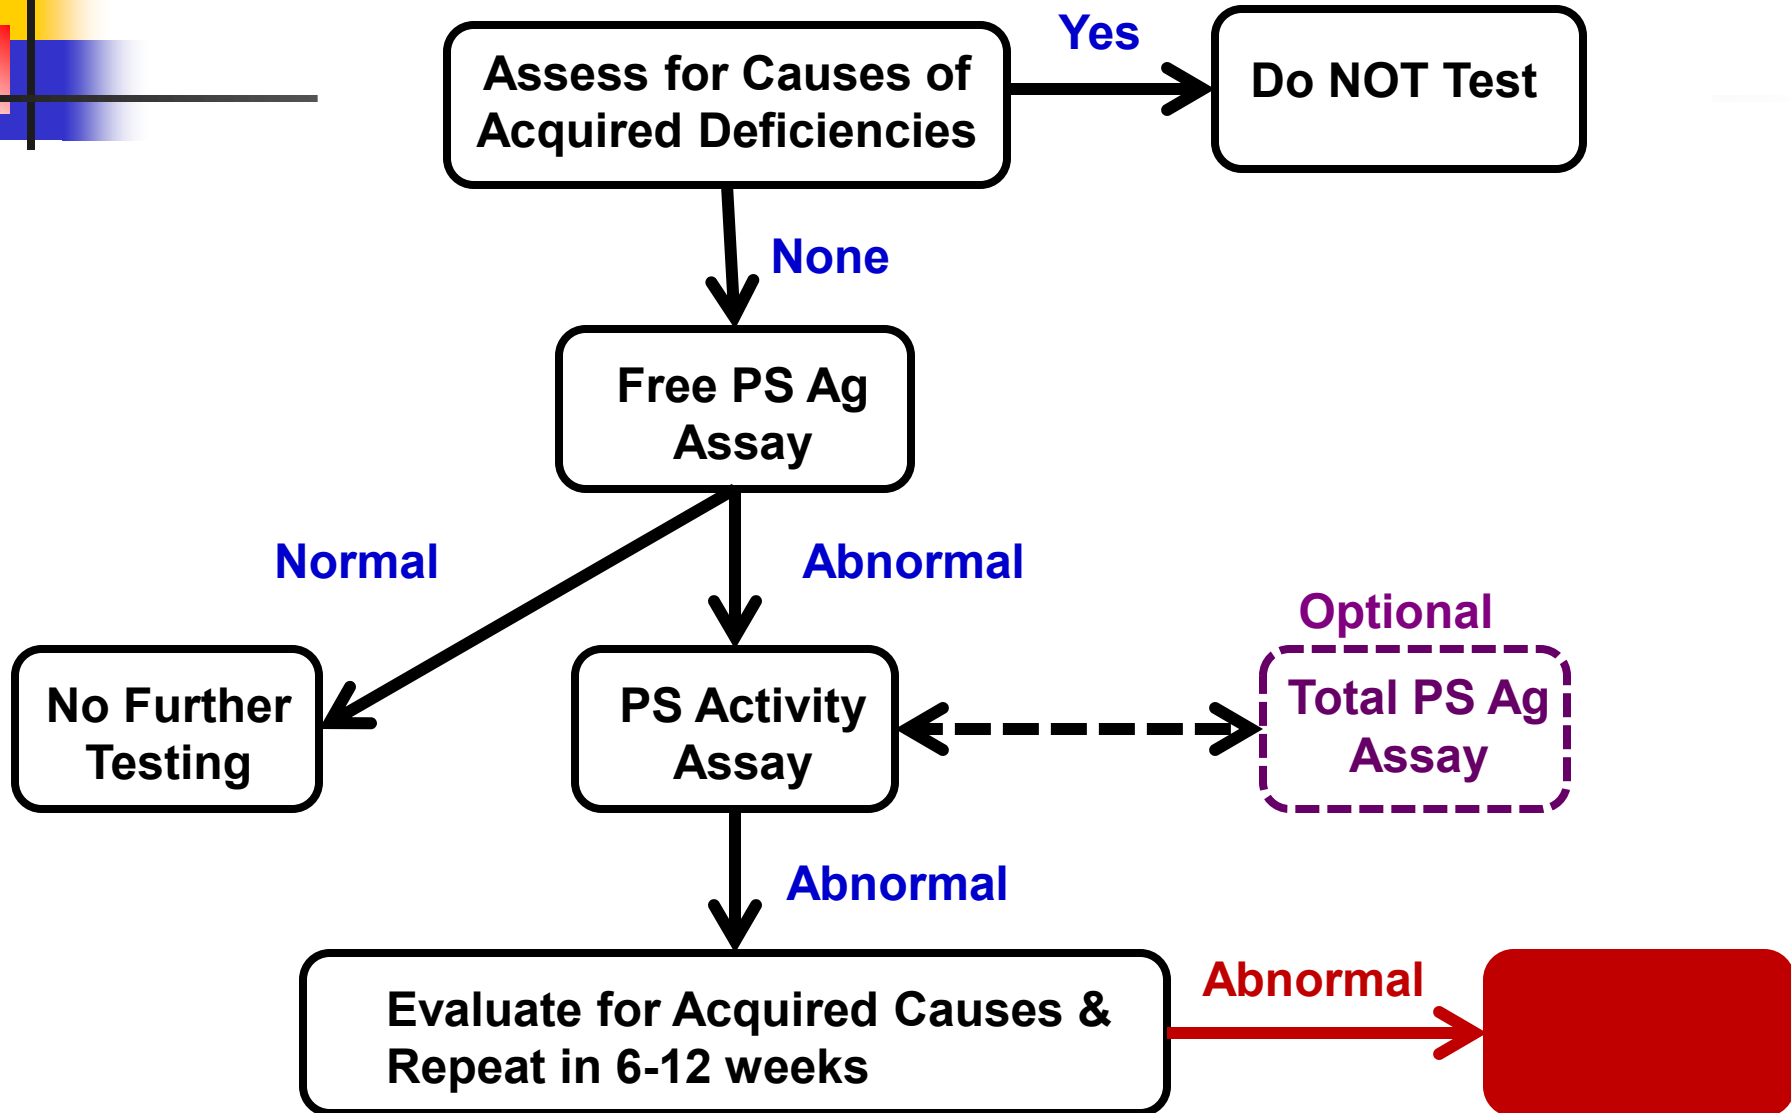 Assess for Causes of
Acquired Deficiencies
Yes
Do NOT Test
None
Free PS Ag
Assay
Normal
Abnormal
No Further
Testing
PS Activity
Assay
Optional
Total PS Ag
Assay
Abnormal
Evaluate for Acquired Causes &
Repeat in 6-12 weeks
Abnormal